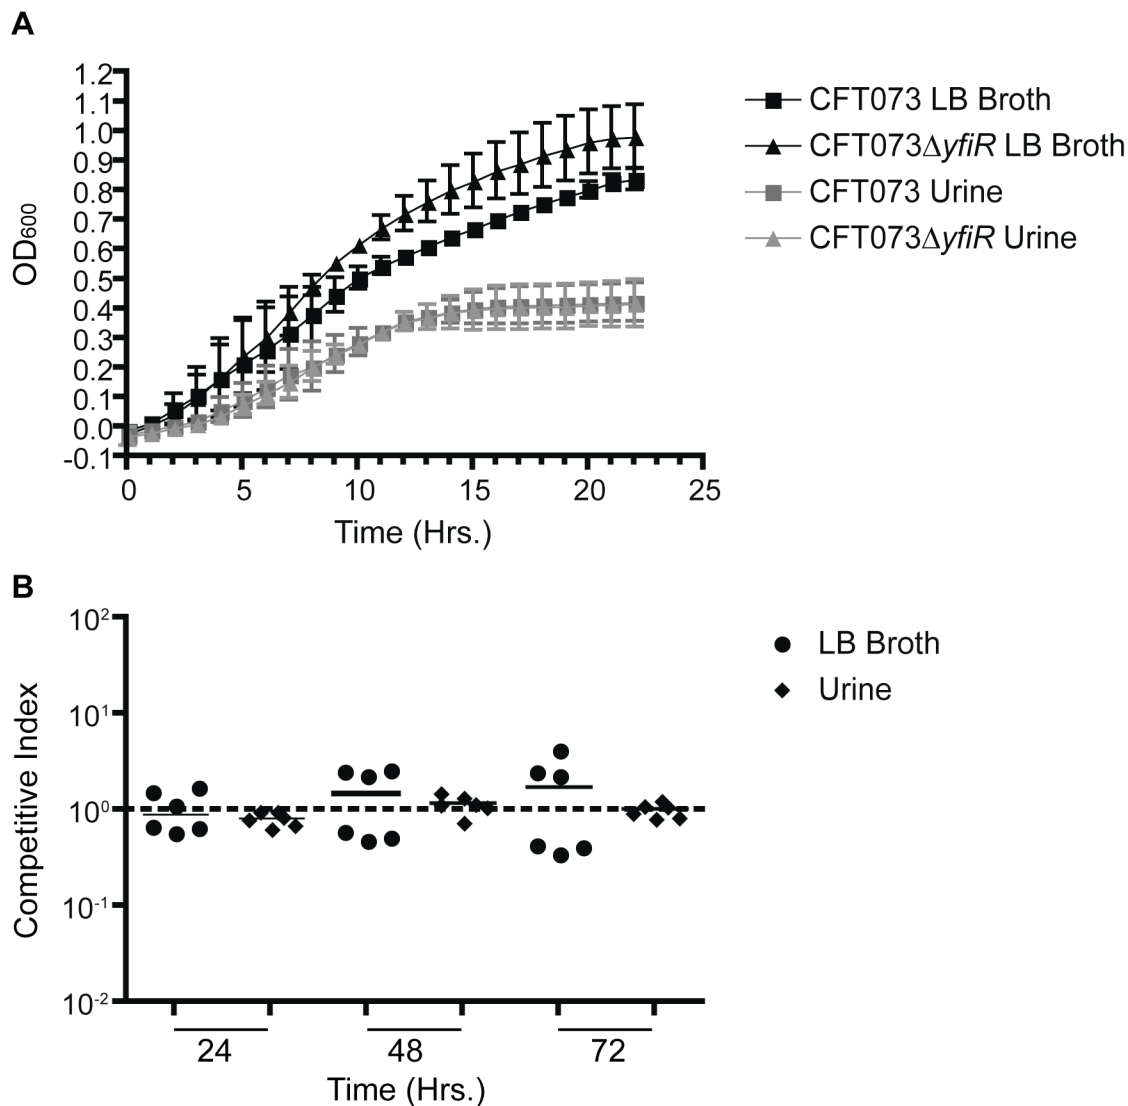 A
1.2
1.1
1.0
0.9
0.8
0.7
0.6
0.5
0.4
0.3
0.2
0.1
0.0
-0.1
OD600
0 5 10 15 20 25
Time (Hrs.)
CFT073 LB Broth
CFT073ΔyfiR LB Broth
CFT073 Urine
CFT073ΔyfiR Urine
B
10²
10¹
10⁰
10⁻¹
10⁻²
Competitive Index
24 48 72
Time (Hrs.)
LB Broth
Urine